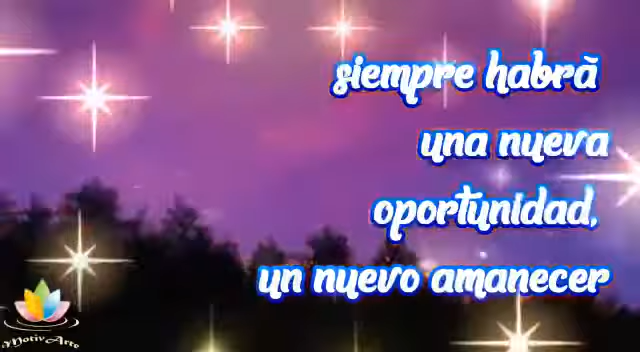 siempre habrá
una nueva
oportunidad,
un nuevo amanecer
MotivArte